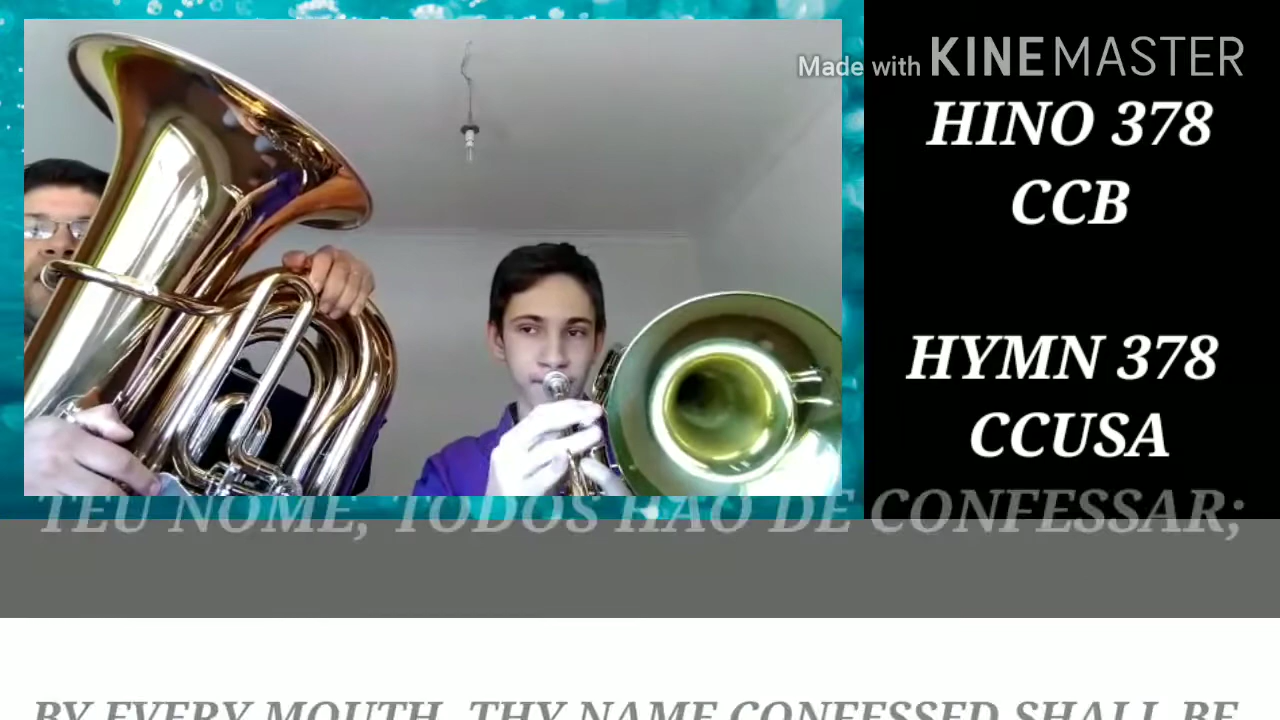 Made with KINEMASTER
HINO 378
CCB
HYMN 378
CCUSA
TEU NOME, TODOS HÃO DE CONFESSAR;
BY EVERY MOUTH, THY NAME CONFESSED SHALL BE